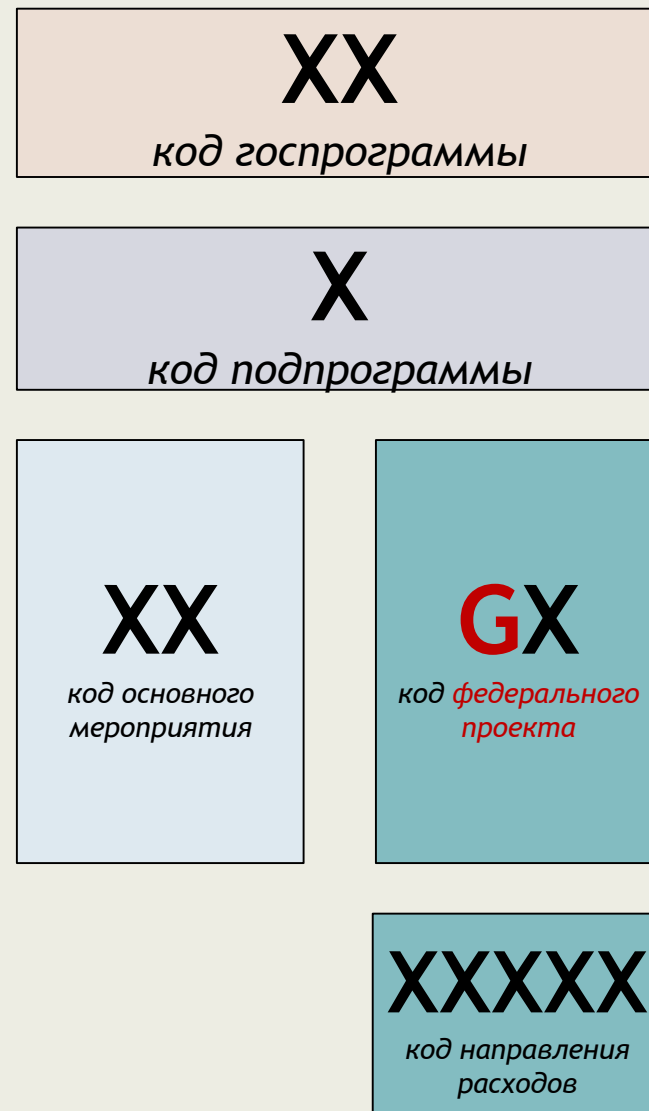 XX
код госпрограммы
X
код подпрограммы
XX
код основного
мероприятия
GX
код федерального
проекта
XXXXX
код направления
расходов